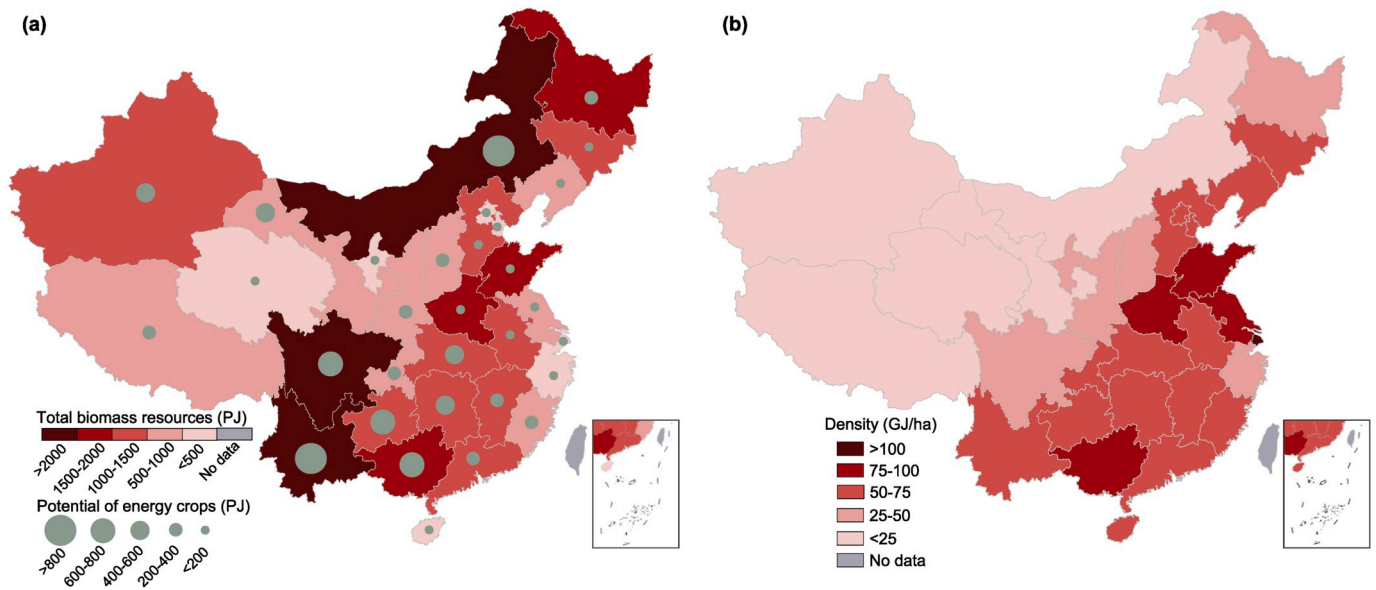 (a)
Total biomass resources (PJ)
>2000
1500-2000
1000-1500
500-1000
<500
No data
Potential of energy crops (PJ)
>800
600-800
400-600
200-400
<200
(b)
Density (GJ/ha)
>100
75-100
50-75
25-50
<25
No data